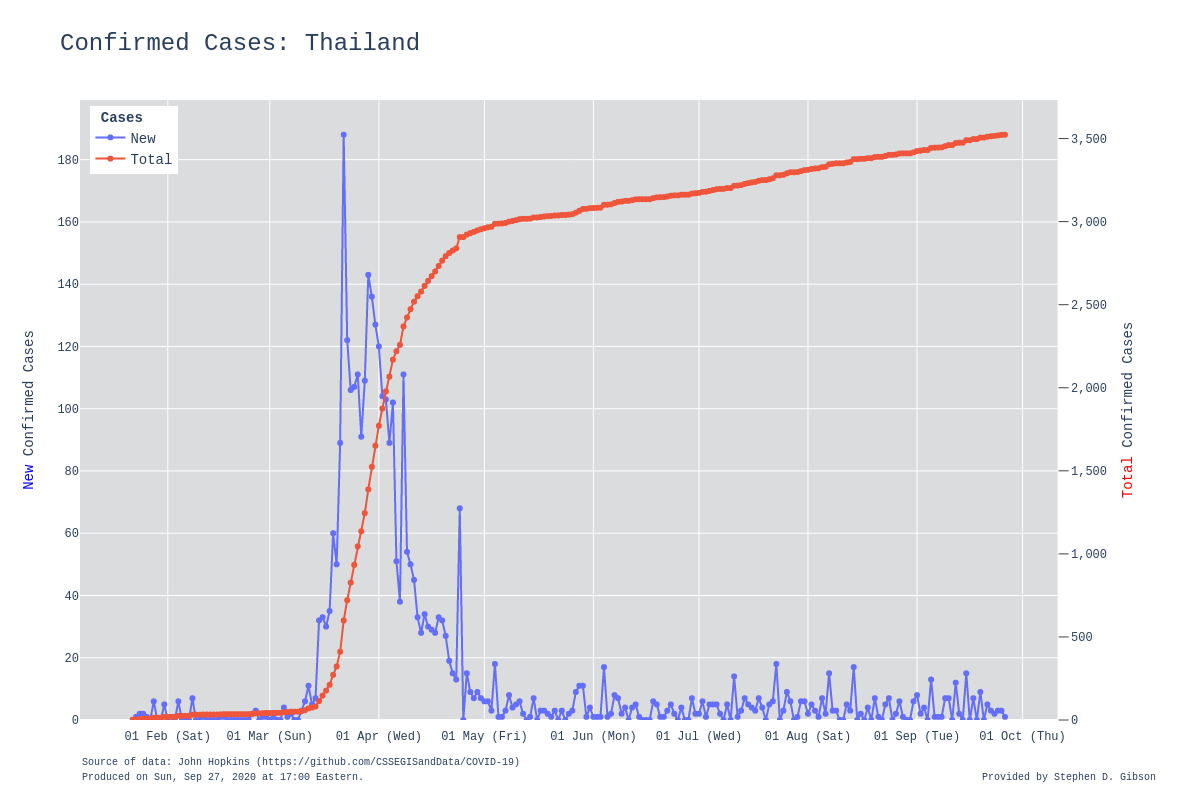 Confirmed Cases: Thailand
Cases
New
Total
180
160
140
120
100
80
60
40
20
0
New Confirmed Cases
3,500
3,000
2,500
2,000
1,500
1,000
500
0
Total Confirmed Cases
01 Feb (Sat) 01 Mar (Sun) 01 Apr (Wed) 01 May (Fri) 01 Jun (Mon) 01 Jul (Wed) 01 Aug (Sat) 01 Sep (Tue) 01 Oct (Thu)
Source of data: John Hopkins (https://github.com/CSSEGISandData/COVID-19)
Produced on Sun, Sep 27, 2020 at 17:00 Eastern.
Provided by Stephen D. Gibson